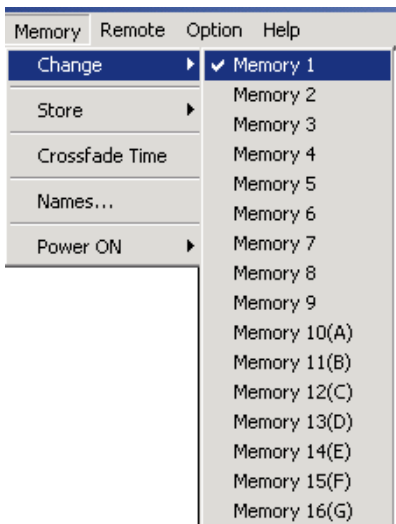 Memory Remote Option Help
Change
Store
Crossfade Time
Names...
Power ON
Memory 1
Memory 2
Memory 3
Memory 4
Memory 5
Memory 6
Memory 7
Memory 8
Memory 9
Memory 10(A)
Memory 11(B)
Memory 12(C)
Memory 13(D)
Memory 14(E)
Memory 15(F)
Memory 16(G)